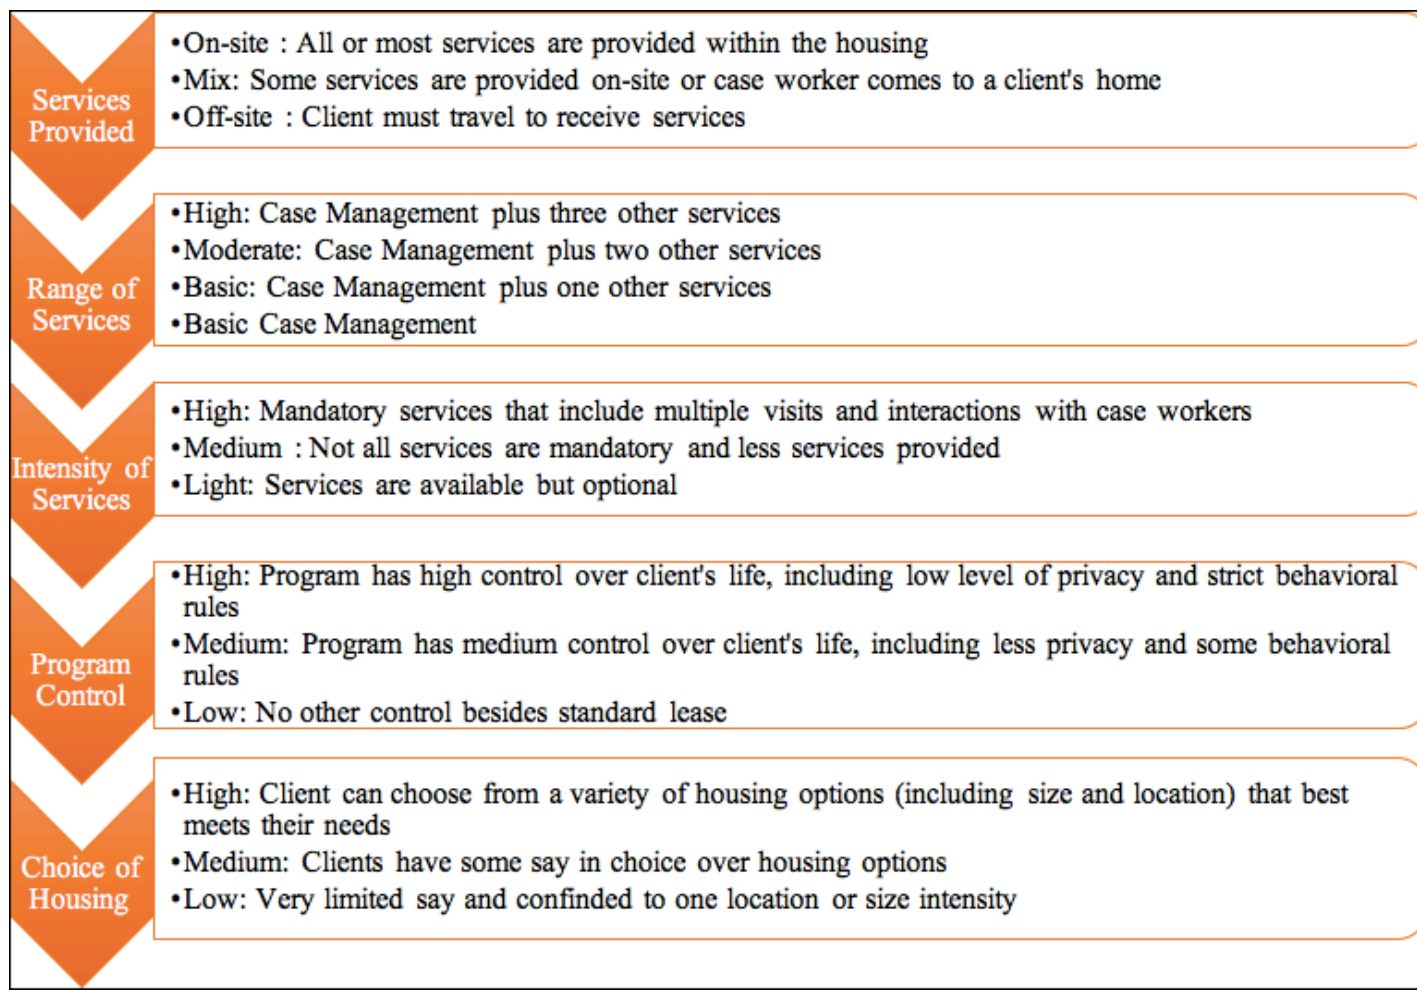 Services
Provided
•On-site : All or most services are provided within the housing
•Mix: Some services are provided on-site or case worker comes to a client's home
•Off-site : Client must travel to receive services
Range of
Services
•High: Case Management plus three other services
•Moderate: Case Management plus two other services
•Basic: Case Management plus one other services
•Basic Case Management
Intensity of
Services
•High: Mandatory services that include multiple visits and interactions with case workers
•Medium : Not all services are mandatory and less services provided
•Light: Services are available but optional
Program
Control
•High: Program has high control over client's life, including low level of privacy and strict behavioral
rules
•Medium: Program has medium control over client's life, including less privacy and some behavioral
rules
•Low: No other control besides standard lease
Choice of
Housing
•High: Client can choose from a variety of housing options (including size and location) that best
meets their needs
•Medium: Clients have some say in choice over housing options
•Low: Very limited say and confinded to one location or size intensity